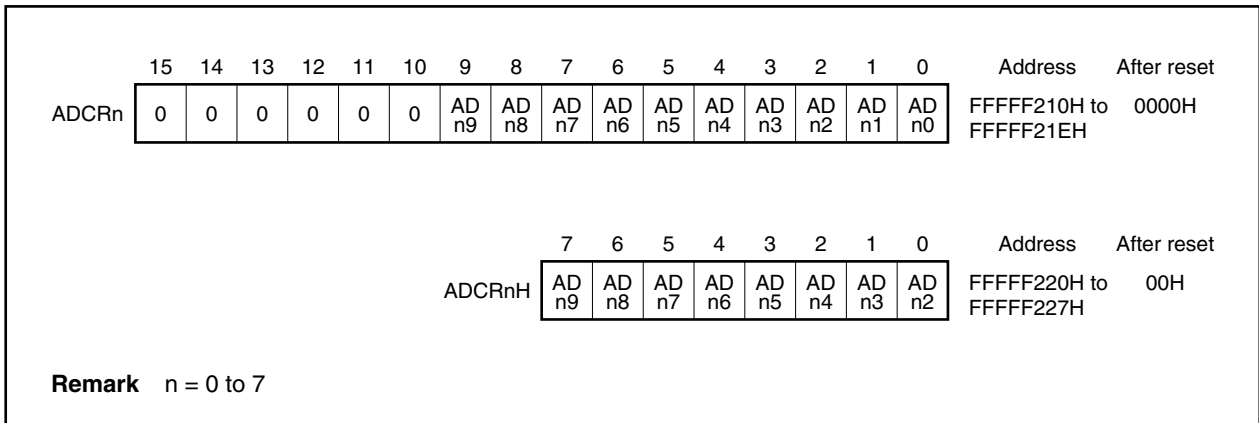 15 14 13 12 11 10 9 8 7 6 5 4 3 2 1 0 Address After reset
ADCRn 0 0 0 0 0 0 AD n9 AD n8 AD n7 AD n6 AD n5 AD n4 AD n3 AD n2 AD n1 AD n0 FFFFF210H to 0000H
FFFFF21EH
7 6 5 4 3 2 1 0 Address After reset
ADCRnH AD n9 AD n8 AD n7 AD n6 AD n5 AD n4 AD n3 AD n2 FFFFF220H to 00H
FFFFF227H
Remark n = 0 to 7